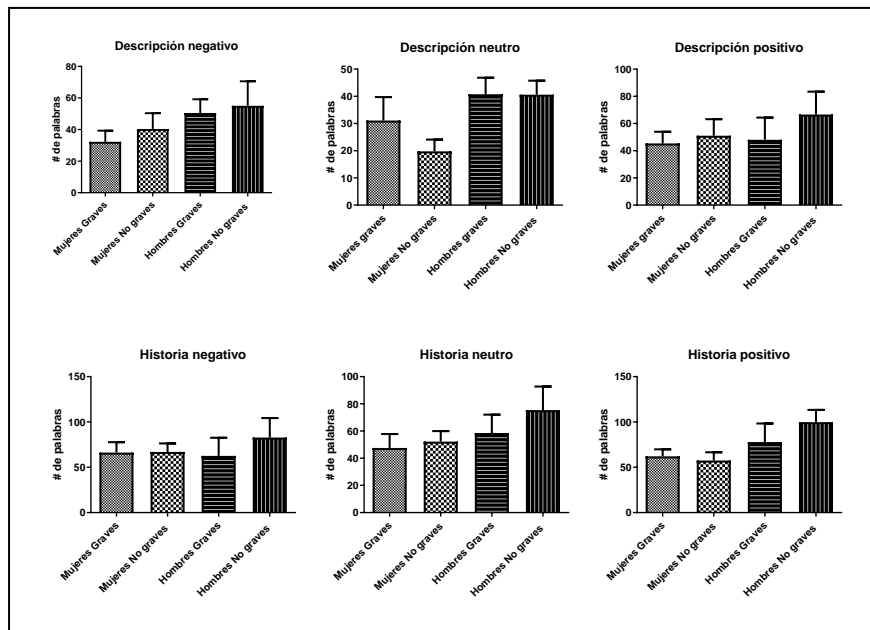 Descripción negativo
# de palabras
80
60
40
20
0
Mujeres Graves
Mujeres No graves
Hombres Graves
Hombres No graves
Descripción neutro
# de palabras
50
40
30
20
10
0
Mujeres graves
Mujeres No graves
Hombres graves
Hombres No graves
Descripción positivo
# de palabras
100
80
60
40
20
0
Mujeres graves
Mujeres No graves
Hombres Graves
Hombres No graves
Historia negativo
# de palabras
150
100
50
0
Mujeres Graves
Mujeres No graves
Hombres Graves
Hombres No graves
Historia neutro
# de palabras
100
80
60
40
20
0
Mujeres Graves
Mujeres No graves
Hombres Graves
Hombres No graves
Historia positivo
# de palabras
150
100
50
0
Mujeres Graves
Mujeres No graves
Hombres Graves
Hombres No graves